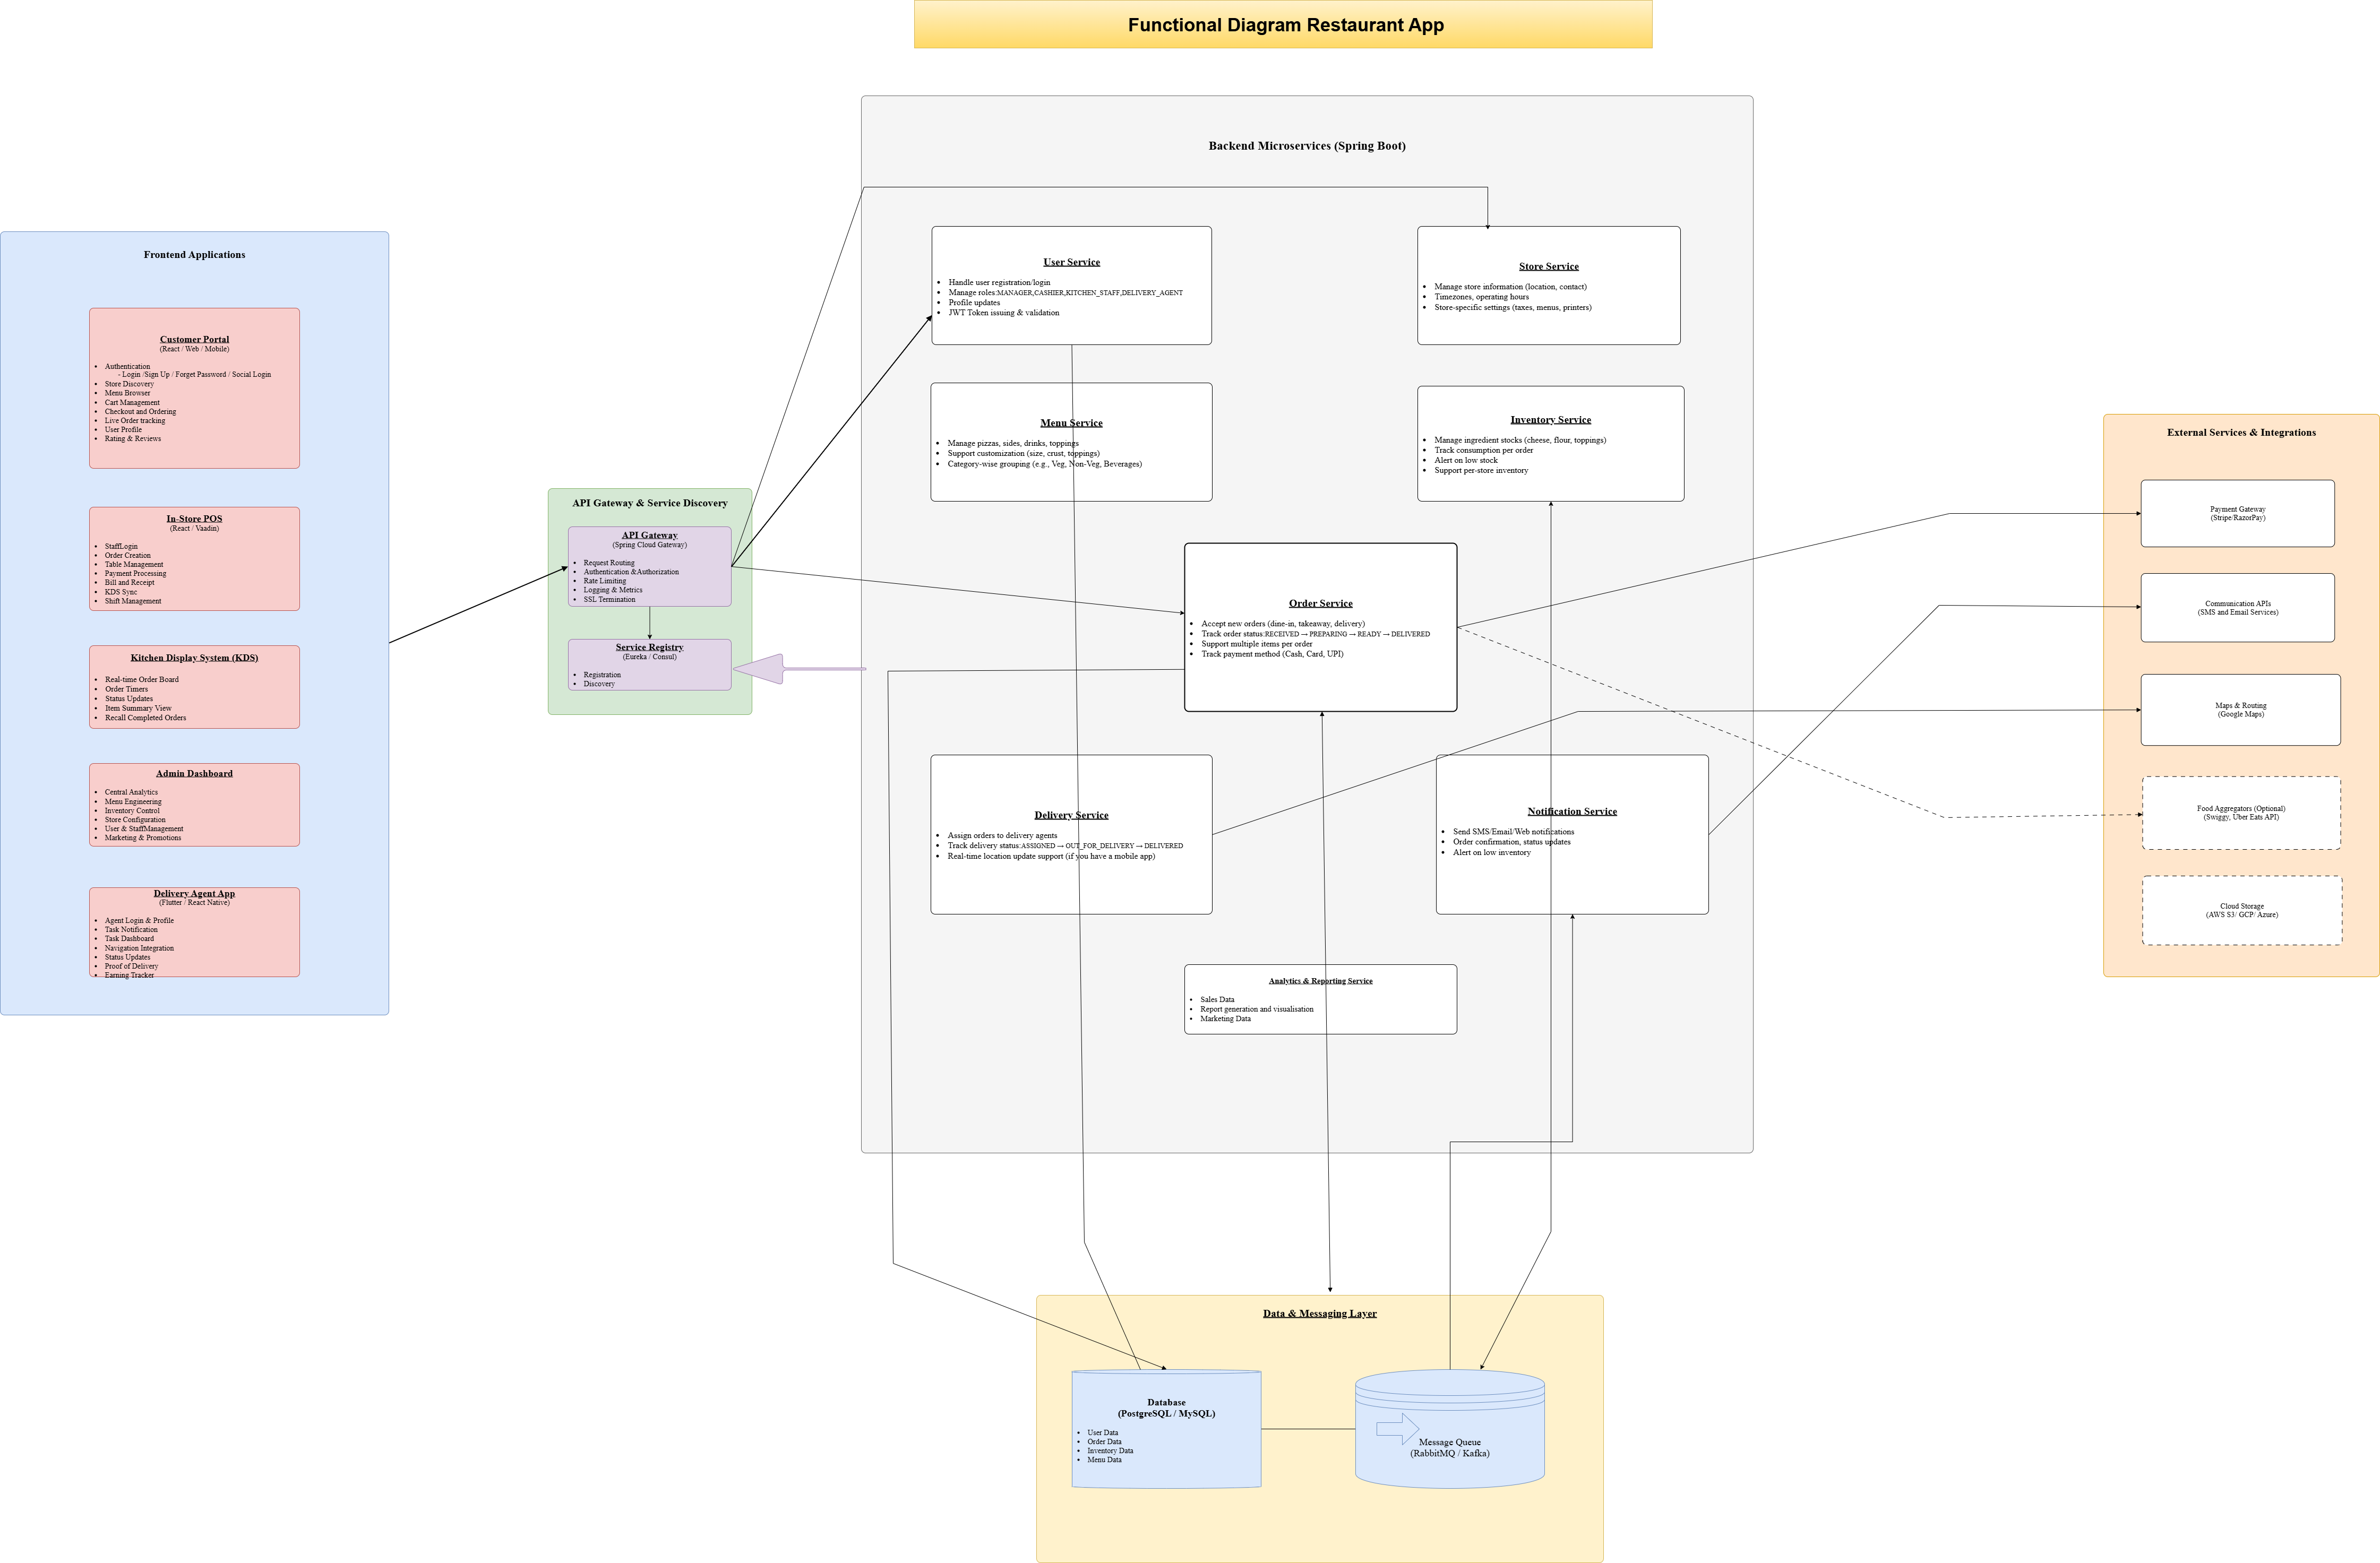 Functional Diagram Restaurant App
Frontend Applications
Customer Portal
(React / Web / Mobile)
• Authentication
- Login /Sign Up / Forget Password / Social Login
• Store Discovery
• Menu Browser
• Cart Management
• Checkout and Ordering
• Live Order tracking
• User Profile
• Rating & Reviews
In-Store POS
(React / Vaadin)
• StaffLogin
• Order Creation
• Table Management
• Payment Processing
• Bill and Receipt
• KDS Sync
• Shift Management
Kitchen Display System (KDS)
• Real-time Order Board
• Order Timers
• Status Updates
• Item Summary View
• Recall Completed Orders
Admin Dashboard
• Central Analytics
• Menu Engineering
• Inventory Control
• Store Configuration
• User & StaffManagement
• Marketing & Promotions
Delivery Agent App
(Flutter / React Native)
• Agent Login & Profile
• Task Notification
• Task Dashboard
• Navigation Integration
• Status Updates
• Proof of Delivery
• Earning Tracker
API Gateway & Service Discovery
API Gateway
(Spring Cloud Gateway)
• Request Routing
• Authentication &Authorization
• Rate Limiting
• Logging & Metrics
• SSL Termination
Service Registry
(Eureka / Consul)
• Registration
• Discovery
Backend Microservices (Spring Boot)
User Service
• Handle user registration/login
• Manage roles:MANAGER,CASHIER,KITCHEN_STAFF,DELIVERY_AGENT
• Profile updates
• JWT Token issuing & validation
Store Service
• Manage store information (location, contact)
• Timezones, operating hours
• Store-specific settings (taxes, menus, printers)
Menu Service
• Manage pizzas, sides, drinks, toppings
• Support customization (size, crust, toppings)
• Category-wise grouping (e.g., Veg, Non-Veg, Beverages)
Inventory Service
• Manage ingredient stocks (cheese, flour, toppings)
• Track consumption per order
• Alert on low stock
• Support per-store inventory
Order Service
• Accept new orders (dine-in, takeaway, delivery)
• Track order status:RECEIVED → PREPARING → READY → DELIVERED
• Support multiple items per order
• Track payment method (Cash, Card, UPI)
Delivery Service
• Assign orders to delivery agents
• Track delivery status:ASSIGNED → OUT_FOR_DELIVERY → DELIVERED
• Real-time location update support (if you have a mobile app)
Notification Service
• Send SMS/Email/Web notifications
• Order confirmation, status updates
• Alert on low inventory
Analytics & Reporting Service
• Sales Data
• Report generation and visualisation
• Marketing Data
External Services & Integrations
Payment Gateway
(Stripe/RazorPay)
Communication APIs
(SMS and Email Services)
Maps & Routing
(Google Maps)
Food Aggregators (Optional)
(Swiggy, Uber Eats API)
Cloud Storage
(AWS S3/ GCP/ Azure)
Data & Messaging Layer
Database
(PostgreSQL / MySQL)
• User Data
• Order Data
• Inventory Data
• Menu Data
Message Queue
(RabbitMQ / Kafka)